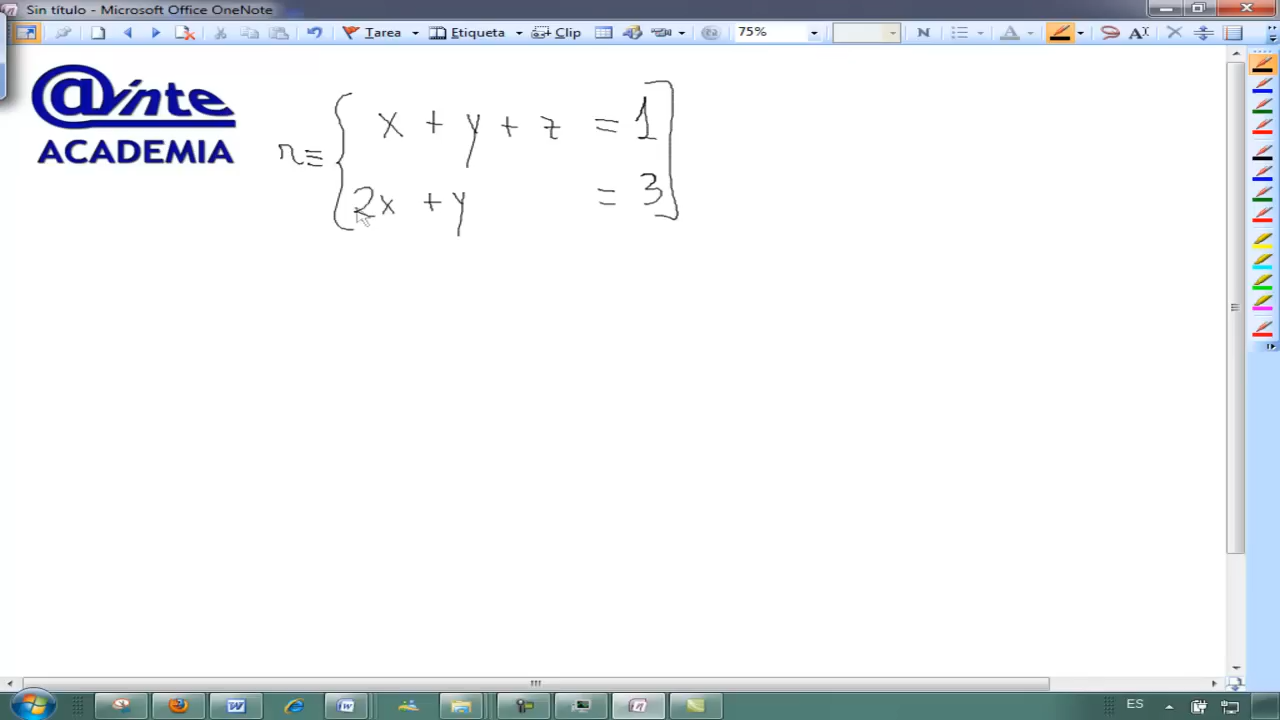 Sin título - Microsoft Office OneNote
Tarea Etiqueta Clip 75% N A A
@inte
ACADEMIA
r ≡ { x + y + z = 1
2x + y = 3
ES